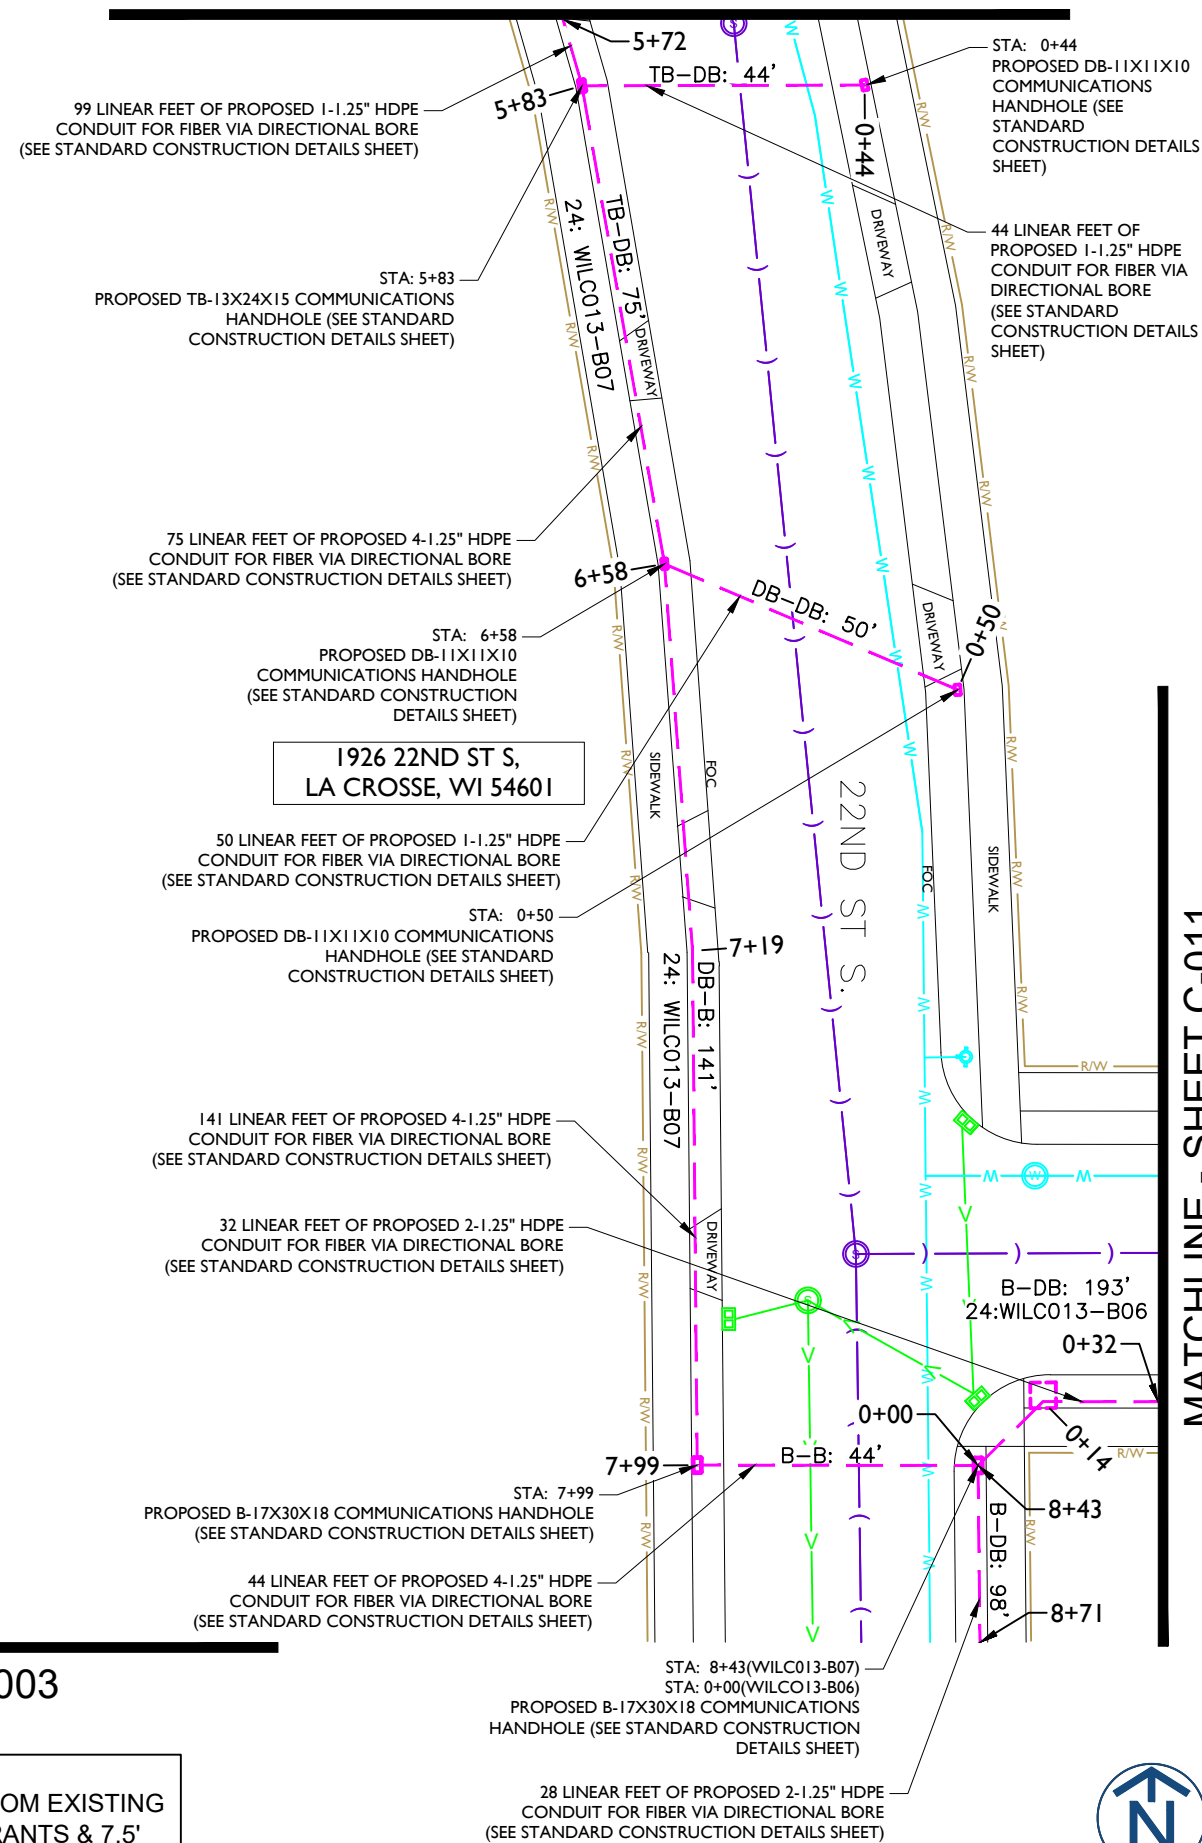 5+72
TB-DB: 44'
STA: 0+44
PROPOSED DB-11X11X10
COMMUNICATIONS
HANDHOLE (SEE
STANDARD
CONSTRUCTION DETAILS
SHEET)
99 LINEAR FEET OF PROPOSED 1-1.25" HDPE
CONDUIT FOR FIBER VIA DIRECTIONAL BORE
(SEE STANDARD CONSTRUCTION DETAILS SHEET)
5+83
0+44
R/W
R/W
DRIVEWAY
R/W
44 LINEAR FEET OF
PROPOSED 1-1.25" HDPE
CONDUIT FOR FIBER VIA
DIRECTIONAL BORE
(SEE STANDARD
CONSTRUCTION DETAILS
SHEET)
STA: 5+83
PROPOSED TB-13X24X15 COMMUNICATIONS
HANDHOLE (SEE STANDARD
CONSTRUCTION DETAILS SHEET)
24: WILC013-B07
TB-DB: 75'
DRIVEWAY
R/W
R/W
R/W
75 LINEAR FEET OF PROPOSED 4-1.25" HDPE
CONDUIT FOR FIBER VIA DIRECTIONAL BORE
(SEE STANDARD CONSTRUCTION DETAILS SHEET)
6+58
DB-DB: 50'
DRIVEWAY
0+50
R/W
R/W
STA: 6+58
PROPOSED DB-11X11X10
COMMUNICATIONS HANDHOLE
(SEE STANDARD CONSTRUCTION
DETAILS SHEET)
1926 22ND ST S,
LA CROSSE, WI 54601
R/W
SIDEWALK
FOC
22ND ST S.
50 LINEAR FEET OF PROPOSED 1-1.25" HDPE
CONDUIT FOR FIBER VIA DIRECTIONAL BORE
(SEE STANDARD CONSTRUCTION DETAILS SHEET)
R/W
FOC
SIDEWALK
R/W
STA: 0+50
PROPOSED DB-11X11X10 COMMUNICATIONS
HANDHOLE (SEE STANDARD
CONSTRUCTION DETAILS SHEET)
7+19
24: WILC013-B07
DB-B: 141'
R/W
R/W
R/W
MATCHLINE - SHEET C-011
141 LINEAR FEET OF PROPOSED 4-1.25" HDPE
CONDUIT FOR FIBER VIA DIRECTIONAL BORE
(SEE STANDARD CONSTRUCTION DETAILS SHEET)
R/W
W
W
W
32 LINEAR FEET OF PROPOSED 2-1.25" HDPE
CONDUIT FOR FIBER VIA DIRECTIONAL BORE
(SEE STANDARD CONSTRUCTION DETAILS SHEET)
DRIVEWAY
R/W
S
S
B-DB: 193'
24:WILC013-B06
0+32
R/W
0+00
0+14
R/W
7+99
B-B: 44'
STA: 7+99
PROPOSED B-17X30X18 COMMUNICATIONS HANDHOLE
(SEE STANDARD CONSTRUCTION DETAILS SHEET)
R/W
8+43
B-DB: 98'
R/W
44 LINEAR FEET OF PROPOSED 4-1.25" HDPE
CONDUIT FOR FIBER VIA DIRECTIONAL BORE
(SEE STANDARD CONSTRUCTION DETAILS SHEET)
8+71
STA: 8+43(WILC013-B07)
STA: 0+00(WILCO13-B06)
PROPOSED B-17X30X18 COMMUNICATIONS
HANDHOLE (SEE STANDARD CONSTRUCTION
DETAILS SHEET)
003
28 LINEAR FEET OF PROPOSED 2-1.25" HDPE
CONDUIT FOR FIBER VIA DIRECTIONAL BORE
(SEE STANDARD CONSTRUCTION DETAILS SHEET)
OM EXISTING
RANTS & 7.5'
N